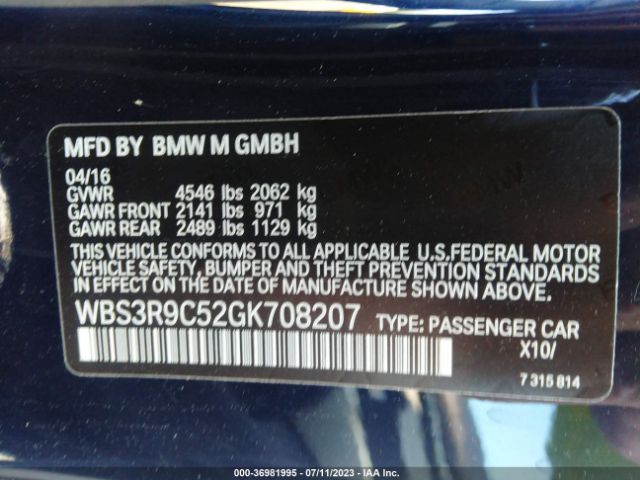 MFD BY BMW M GMBH
04/16
GVWR 4546 lbs 2062 kg
GAWR FRONT 2141 lbs 971 kg
GAWR REAR 2489 lbs 1129 kg
THIS VEHICLE CONFORMS TO ALL APPLICABLE U.S.FEDERAL MOTOR
VEHICLE SAFETY, BUMPER AND THEFT PREVENTION STANDARDS
IN EFFECT ON THE DATE OF MANUFACTURE SHOWN ABOVE.
WBS3R9C52GK708207 TYPE: PASSENGER CAR
X10/
7 315 814
000-36981995 - 07/11/2023 - IAA Inc.